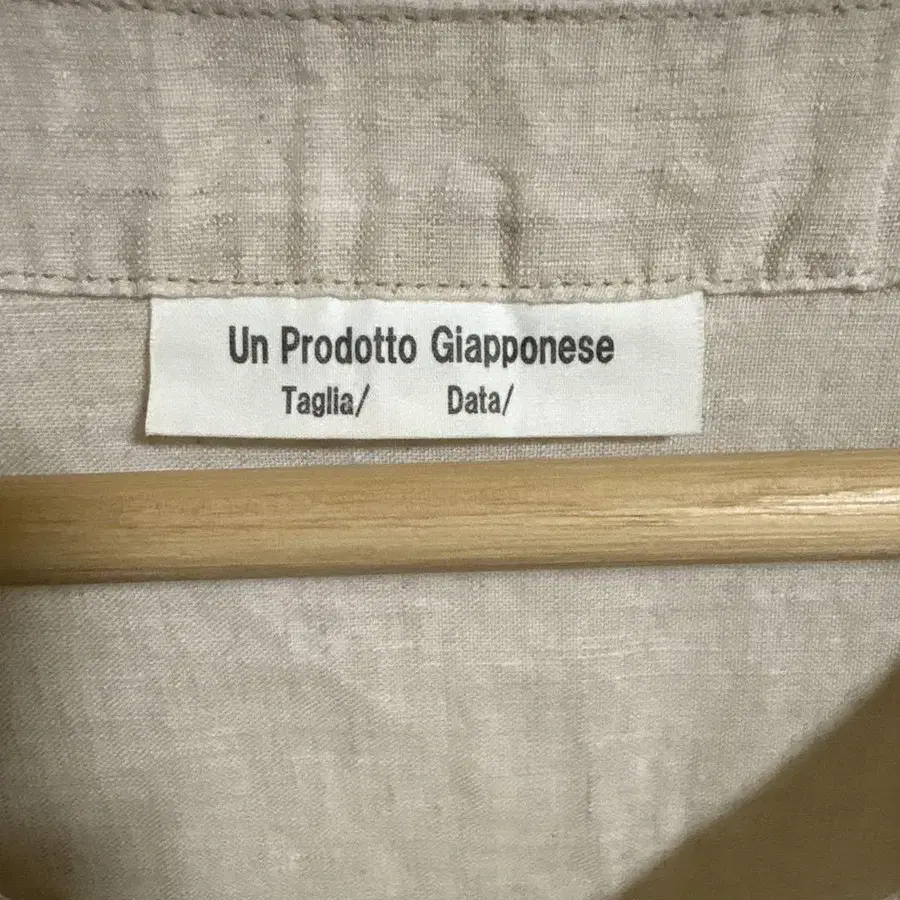 Un Prodotto Giapponese
Taglia/ Data/